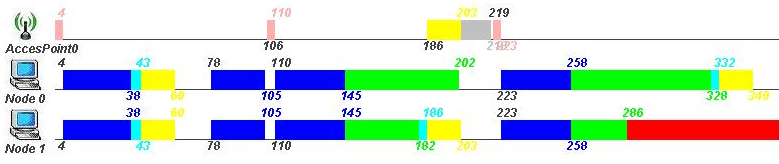 4 110 203 219
AccesPoint0 106 186 213 223
4 43 78 110 202 258 332
Node 0 38 60 105 145 223 328 349
38 60 105 145 186 223 286
Node 1 4 43 78 110 182 203 258